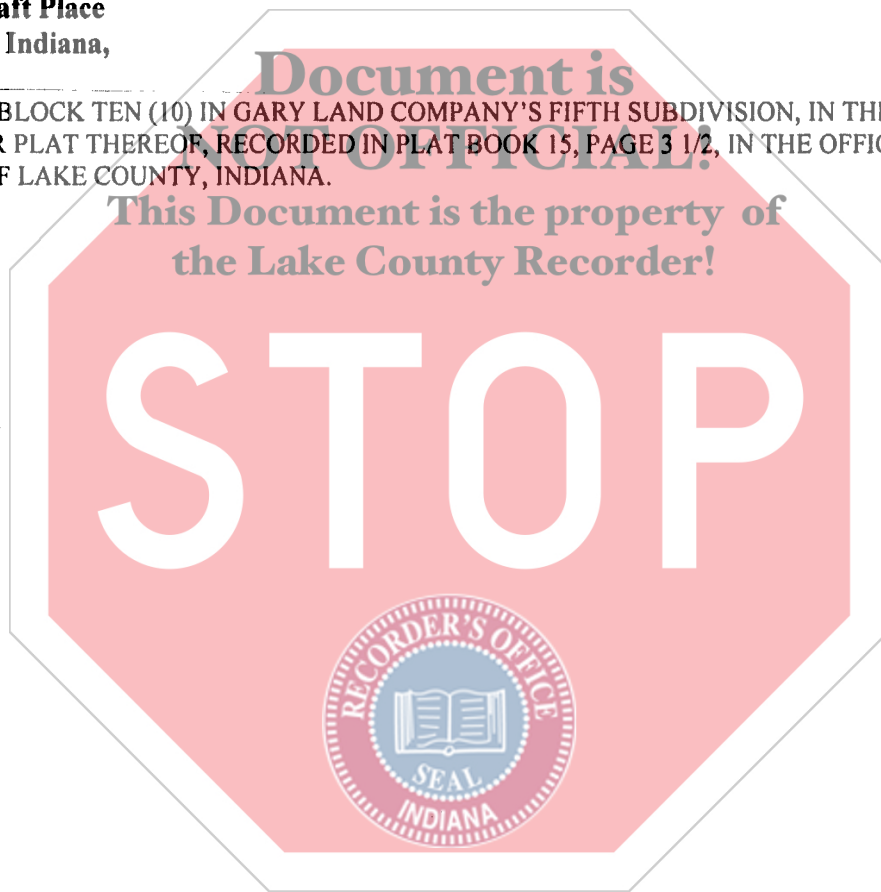 aft Place
Indiana,
Document is
BLOCK TEN (10) IN GARY LAND COMPANY'S FIFTH SUBDIVISION, IN THE
R PLAT THEREOF, RECORDED IN PLAT BOOK 15, PAGE 3 1/2, IN THE OFFIC
NOT OFFICIAL!
F LAKE COUNTY, INDIANA.
This Document is the property of
the Lake County Recorder!
STOP
RECORDER'S OFFICE
SEAL
INDIANA